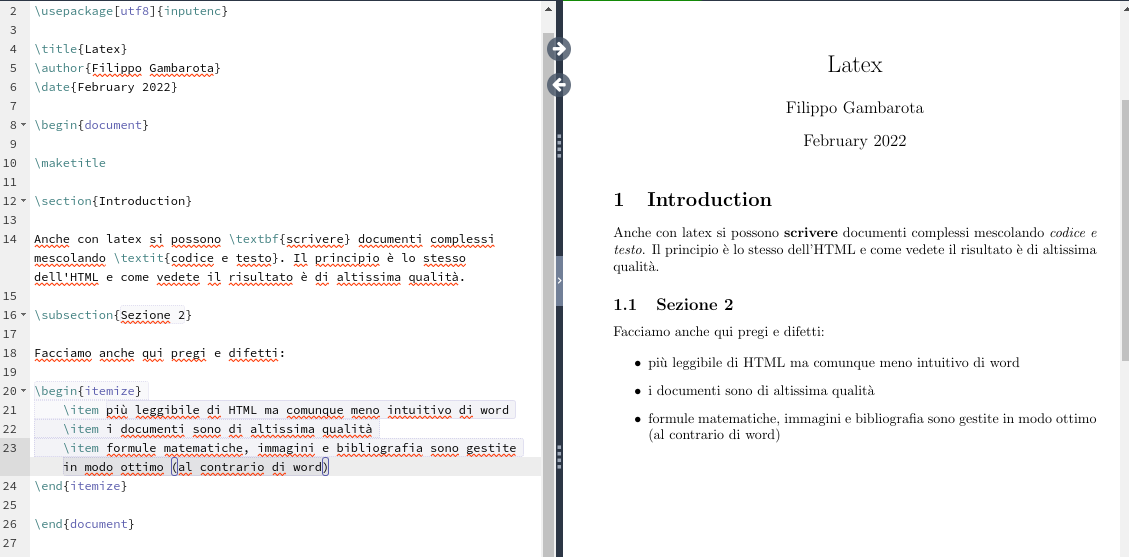 2 \usepackage[utf8]{inputenc}
3
4 \title{Latex}
5 \author{Filippo Gambarota}
6 \date{February 2022}
7
8 \begin{document}
9
10 \maketitle
11
12 \section{Introduction}
13
14 Anche con latex si possono \textbf{scrivere} documenti complessi
mescolando \textit{codice e testo}. Il principio è lo stesso
dell'HTML e come vedete il risultato è di altissima qualità.
15
16 \subsection{Sezione 2}
17
18 Facciamo anche qui pregi e difetti:
19
20 \begin{itemize}
21 \item più leggibile di HTML ma comunque meno intuitivo di word
22 \item i documenti sono di altissima qualità
23 \item formule matematiche, immagini e bibliografia sono gestite
in modo ottimo (al contrario di word)
24 \end{itemize}
25
26 \end{document}
27
Latex
Filippo Gambarota
February 2022
1 Introduction
Anche con latex si possono scrivere documenti complessi mescolando codice e
testo. Il principio è lo stesso dell'HTML e come vedete il risultato è di altissima
qualità.
1.1 Sezione 2
Facciamo anche qui pregi e difetti:
• più leggibile di HTML ma comunque meno intuitivo di word
• i documenti sono di altissima qualità
• formule matematiche, immagini e bibliografia sono gestite in modo ottimo
(al contrario di word)